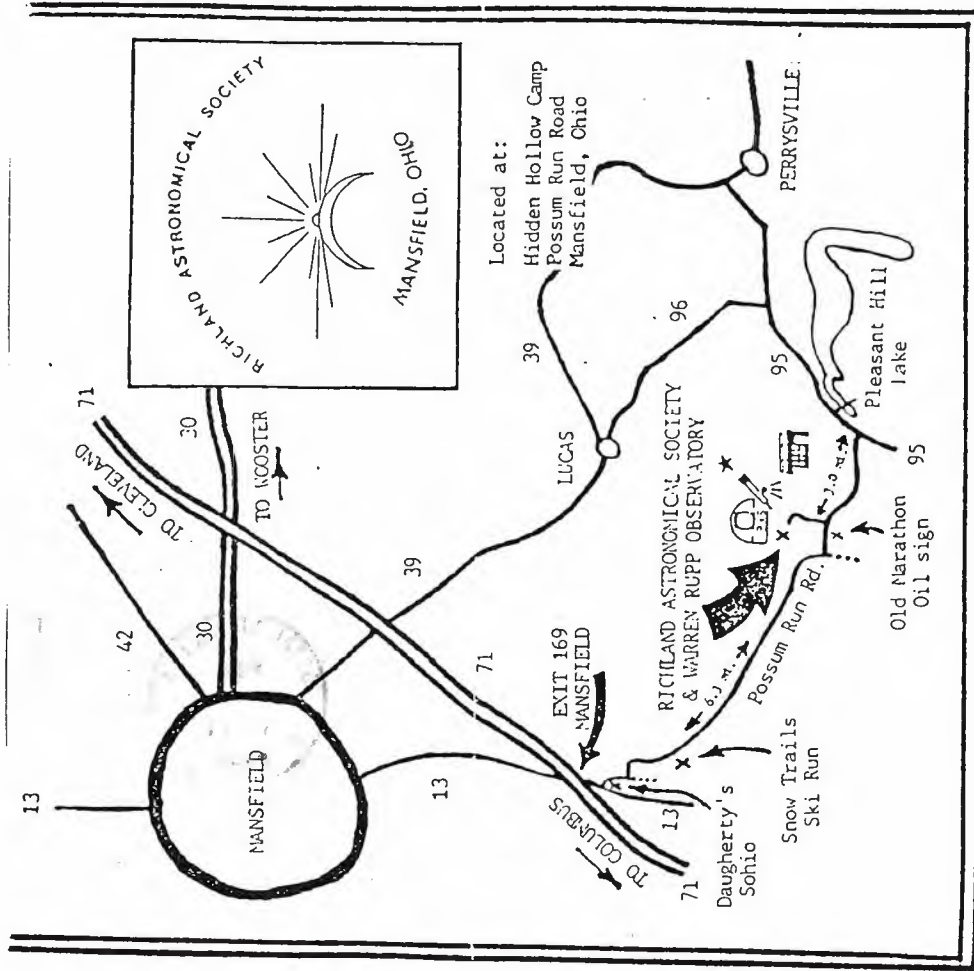 RICHLAND ASTRONOMICAL SOCIETY
MANSFIELD, OHIO
13
42
30
30
71
TO CLEVELAND
TO WOOSTER
MANSFIELD
39
13
71
LUCAS
39
96
Located at:
Hidden Hollow Camp
Possum Run Road
Mansfield, Ohio
PERRYSVILLE
EXIT 169
MANSFIELD
RICHLAND ASTRONOMICAL SOCIETY
& WARREN RUPP OBSERVATORY
95
Pleasant Hill
lake
95
Possum Run Rd.
Old Marathon
Oil sign
Snow Trails
Ski Run
13
Daugherty's
Sohio
71
TO COLUMBUS